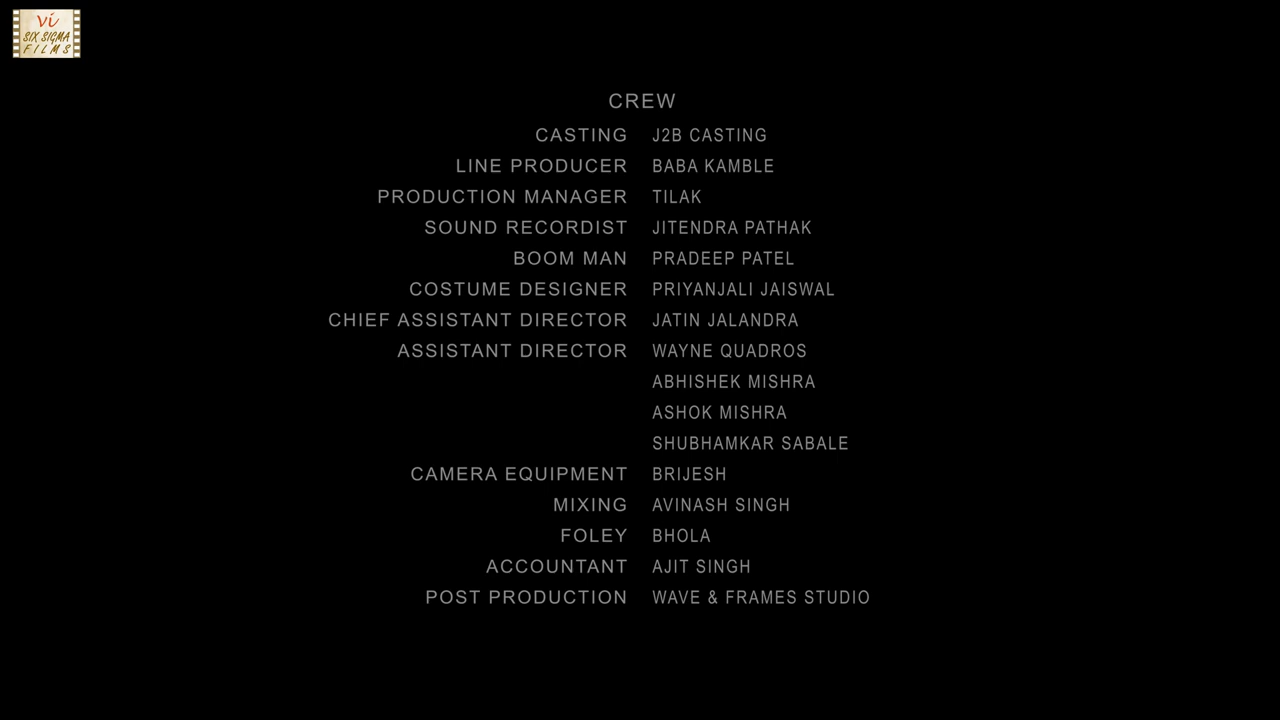 vi
SIX SIGMA
FILMS
CREW
CASTING J2B CASTING
LINE PRODUCER BABA KAMBLE
PRODUCTION MANAGER TILAK
SOUND RECORDIST JITENDRA PATHAK
BOOM MAN PRADEEP PATEL
COSTUME DESIGNER PRIYANJALI JAISWAL
CHIEF ASSISTANT DIRECTOR JATIN JALANDRA
ASSISTANT DIRECTOR WAYNE QUADROS
ABHISHEK MISHRA
ASHOK MISHRA
SHUBHAMKAR SABALE
CAMERA EQUIPMENT BRIJESH
MIXING AVINASH SINGH
FOLEY BHOLA
ACCOUNTANT AJIT SINGH
POST PRODUCTION WAVE & FRAMES STUDIO